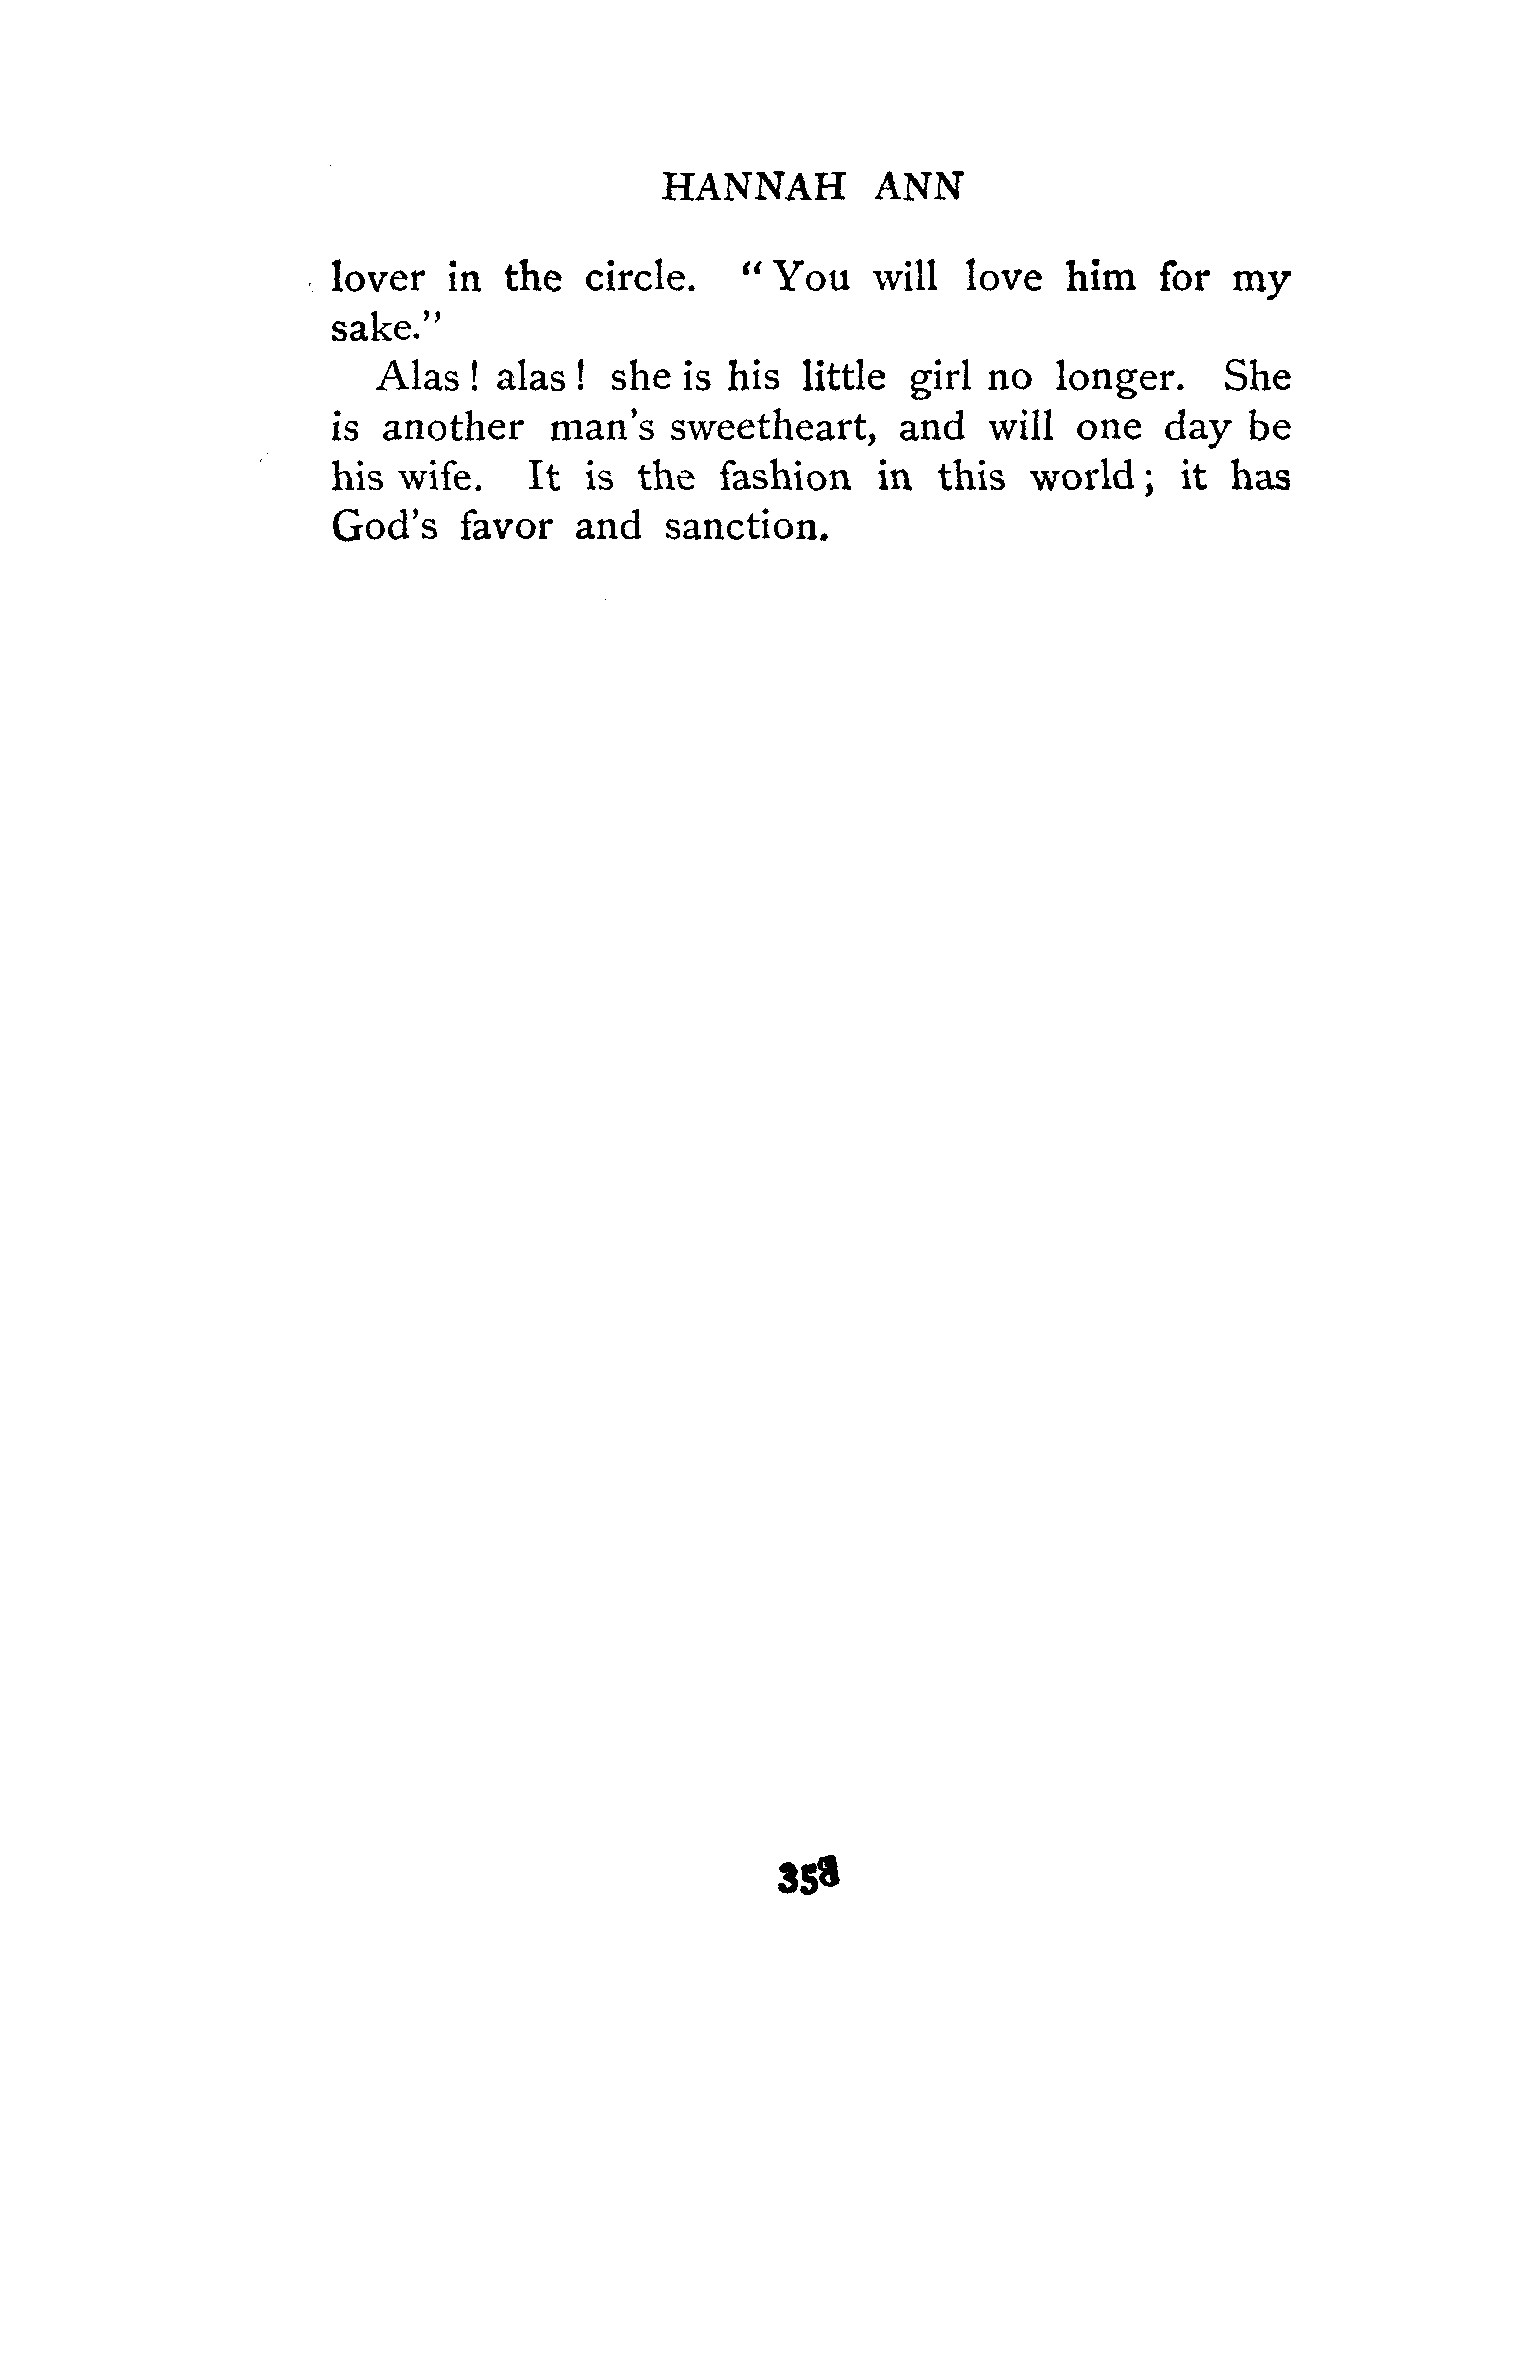 HANNAH ANN
lover in the circle. "You will love him for my
sake."
Alas! alas! she is his little girl no longer. She
is another man's sweetheart, and will one day be
his wife. It is the fashion in this world; it has
God's favor and sanction.